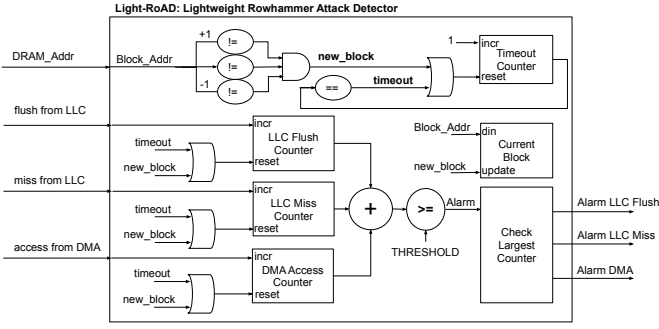 Light-RoAD: Lightweight Rowhammer Attack Detector
DRAM_Addr
Block_Addr
+1
!=
!=
-1
!=
new_block
timeout
==
1
incr
Timeout
Counter
reset
flush from LLC
timeout
new_block
incr
LLC Flush
Counter
reset
Block_Addr
din
Current
Block
new_block
update
miss from LLC
timeout
new_block
incr
LLC Miss
Counter
reset
+
>=
THRESHOLD
Alarm
Check
Largest
Counter
Alarm LLC Flush
Alarm LLC Miss
Alarm DMA
access from DMA
timeout
new_block
incr
DMA Access
Counter
reset